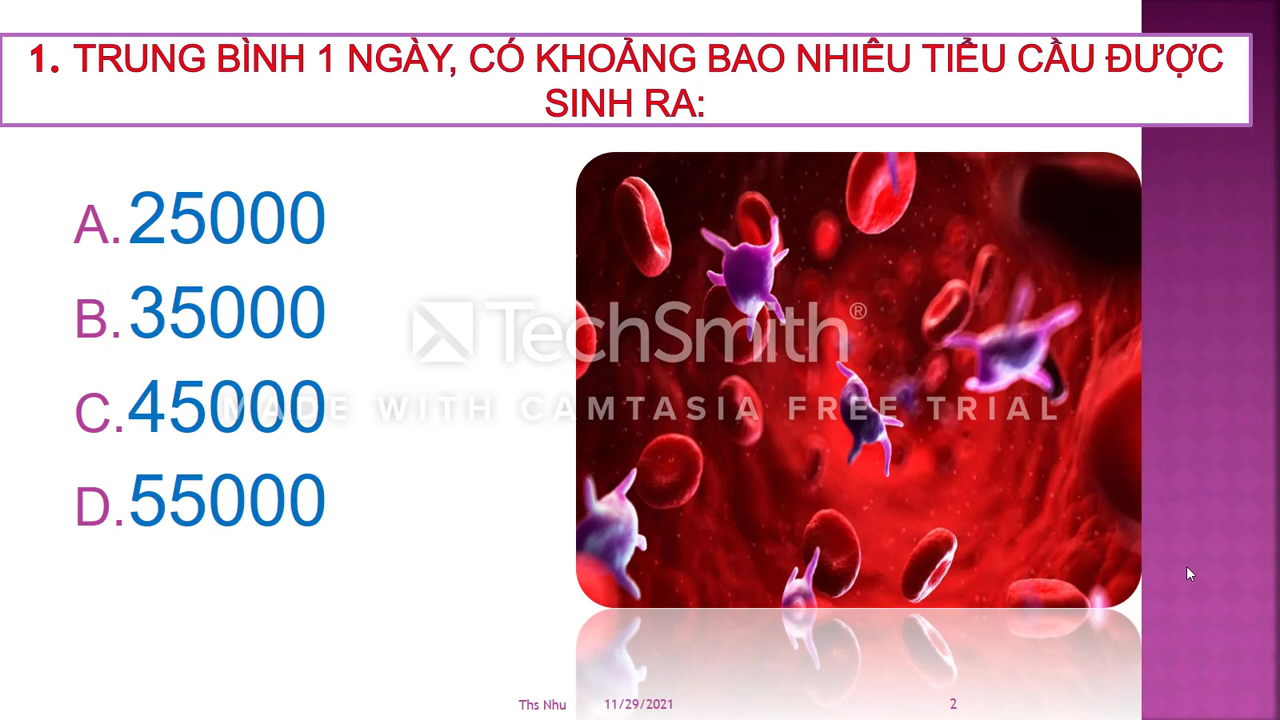 1. TRUNG BÌNH 1 NGÀY, CÓ KHOẢNG BAO NHIÊU TIỂU CẦU ĐƯỢC
SINH RA:
A. 25000
B. 35000
C. 45000
D. 55000
TechSmith®
MADE WITH CAMTASIA FREE TRIAL
Ths Nhu 11/29/2021 2